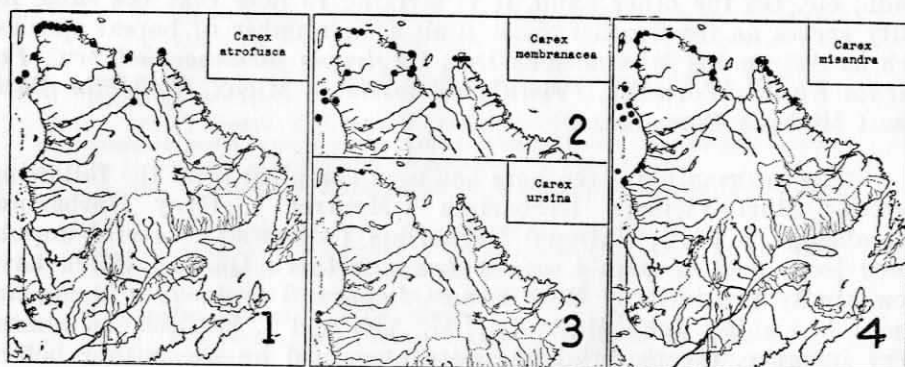 Carex
atrofusca
1
Carex
membranacea
2
Carex
ursina
3
Carex
misandra
4